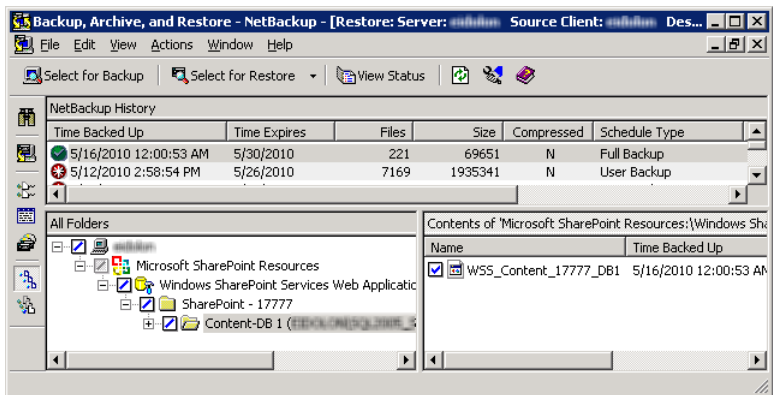 Backup, Archive, and Restore - NetBackup - [Restore: Server: Source Client: Des...
File Edit View Actions Window Help
Select for Backup Select for Restore View Status
NetBackup History
Time Backed Up Time Expires Files Size Compressed Schedule Type
5/16/2010 12:00:53 AM 5/30/2010 221 69651 N Full Backup
5/12/2010 2:58:54 PM 5/26/2010 7169 1935341 N User Backup
All Folders
Microsoft SharePoint Resources
Windows SharePoint Services Web Applicatic
SharePoint - 17777
Content-DB 1 (
Contents of 'Microsoft SharePoint Resources:\Windows Sha
Name Time Backed Up
WSS_Content_17777_DB1 5/16/2010 12:00:53 AM